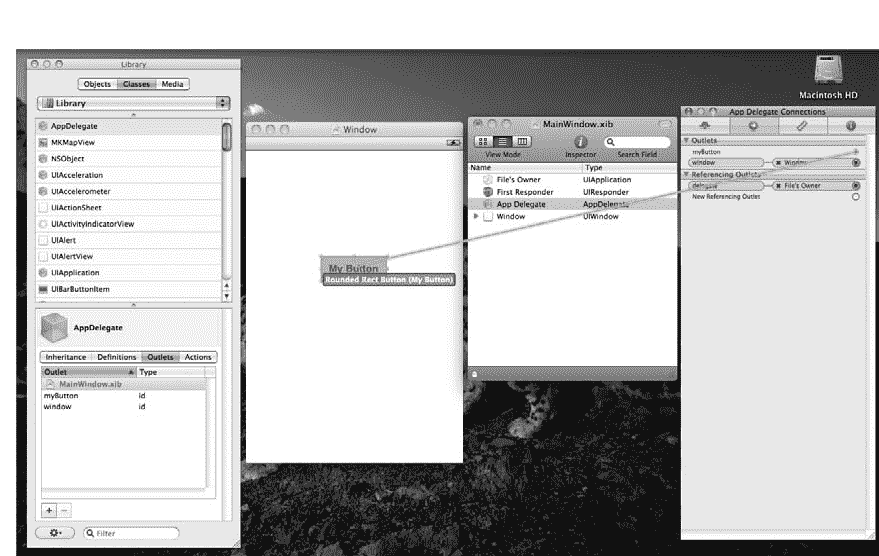 Library
Objects Classes Media
Library
AppDelegate
MKMapView
NSObject
UIAcceleration
UIAccelerometer
UIActionSheet
UIActivityIndicatorView
UIAlert
UIAlertView
UIApplication
UIBarButtonItem
AppDelegate
Inheritance Definitions Outlets Actions
Outlet Type
MainWindow.xib
myButton id
window id
+ -
Filter
Window
My Button
Rounded Rect Button (My Button)
MainWindow.xib
View Mode Inspector Search Field
Name Type
File's Owner UIApplication
First Responder UIResponder
App Delegate AppDelegate
Window UIWindow
Macintosh HD
App Delegate Connections
Outlets
myButton
window Window
Referencing Outlets
delegate File's Owner
New Referencing Outlet